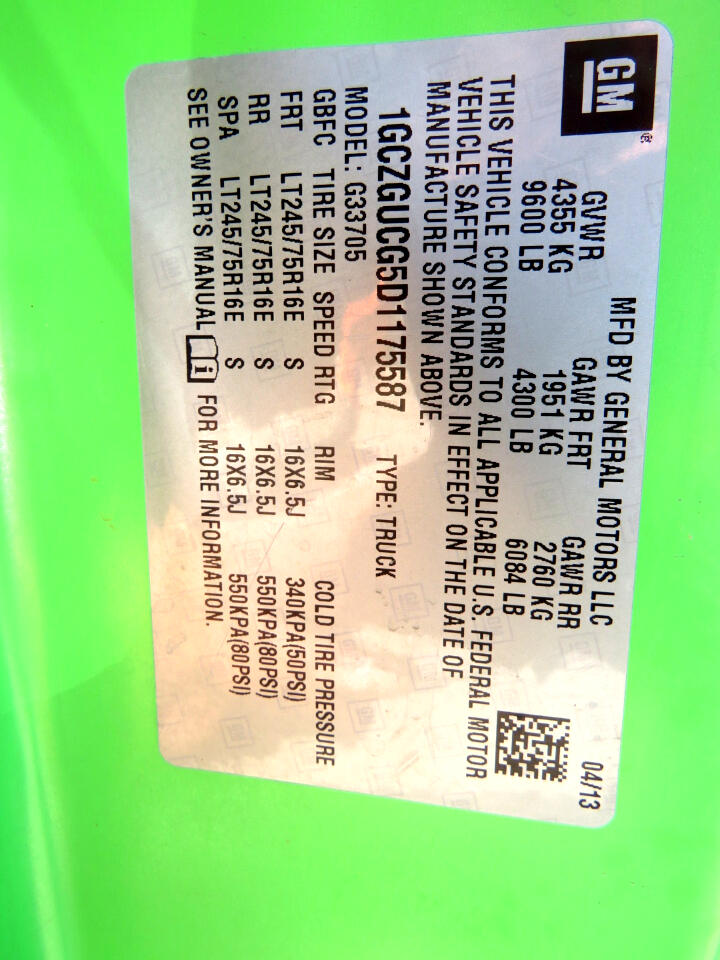 GM
MFD BY GENERAL MOTORS LLC 04/13
GVWR GAWR FRT GAWR RR
4355 KG 1951 KG 2760 KG
9600 LB 4300 LB 6084 LB
THIS VEHICLE CONFORMS TO ALL APPLICABLE U.S. FEDERAL MOTOR
VEHICLE SAFETY STANDARDS IN EFFECT ON THE DATE OF
MANUFACTURE SHOWN ABOVE.
1GCZGUCG5D1175587 TYPE: TRUCK
MODEL: G33705
GBFC TIRE SIZE SPEED RTG RIM COLD TIRE PRESSURE
FRT LT245/75R16E S 16X6.5J 340KPA(50PSI)
RR LT245/75R16E S 16X6.5J 550KPA(80PSI)
SPA LT245/75R16E S 16X6.5J 550KPA(80PSI)
SEE OWNER'S MANUAL i FOR MORE INFORMATION.